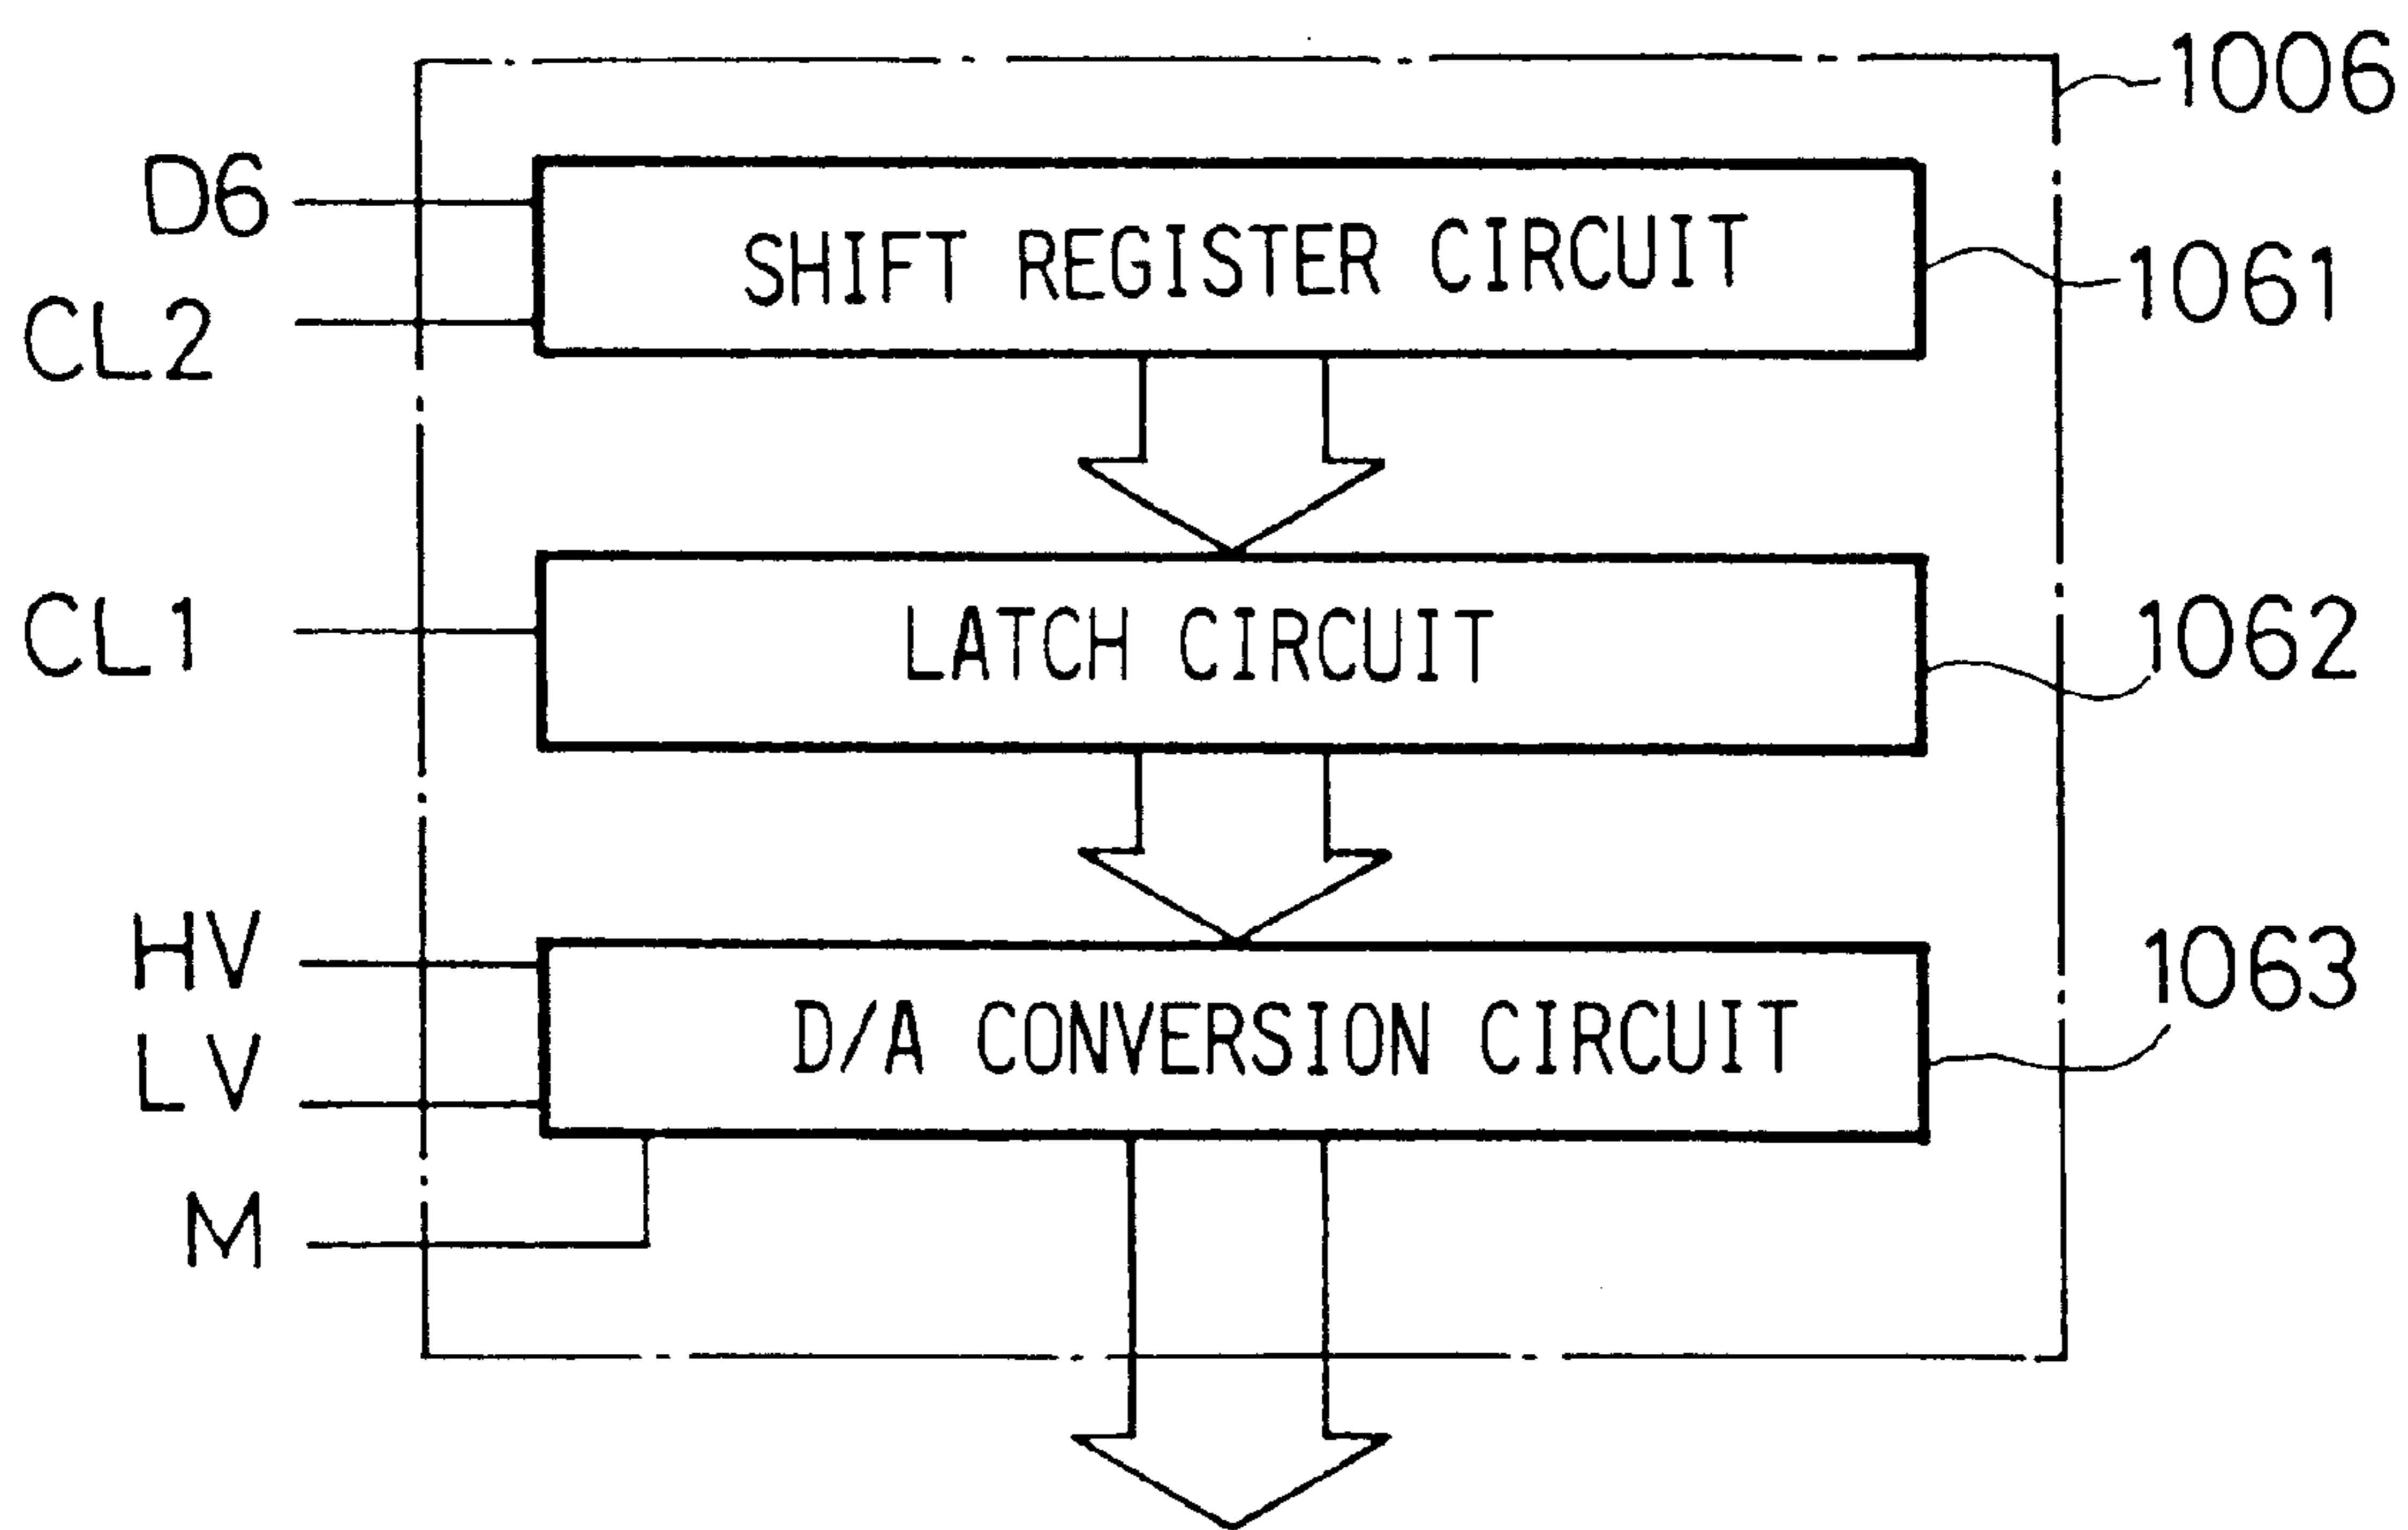 1006
D6
SHIFT REGISTER CIRCUIT
1061
CL2
CL1
LATCH CIRCUIT
1062
HV
D/A CONVERSION CIRCUIT
1063
LV
M